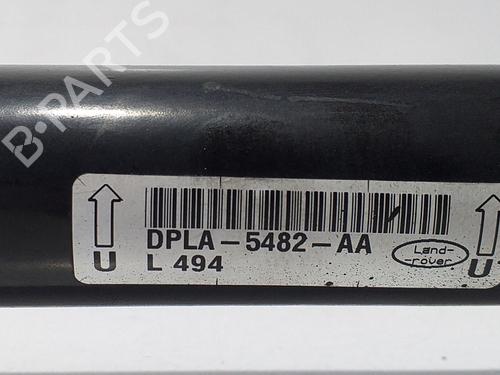 B-PARTS
DPLA-5482-AA
L 494
U
Land-
-rover
U